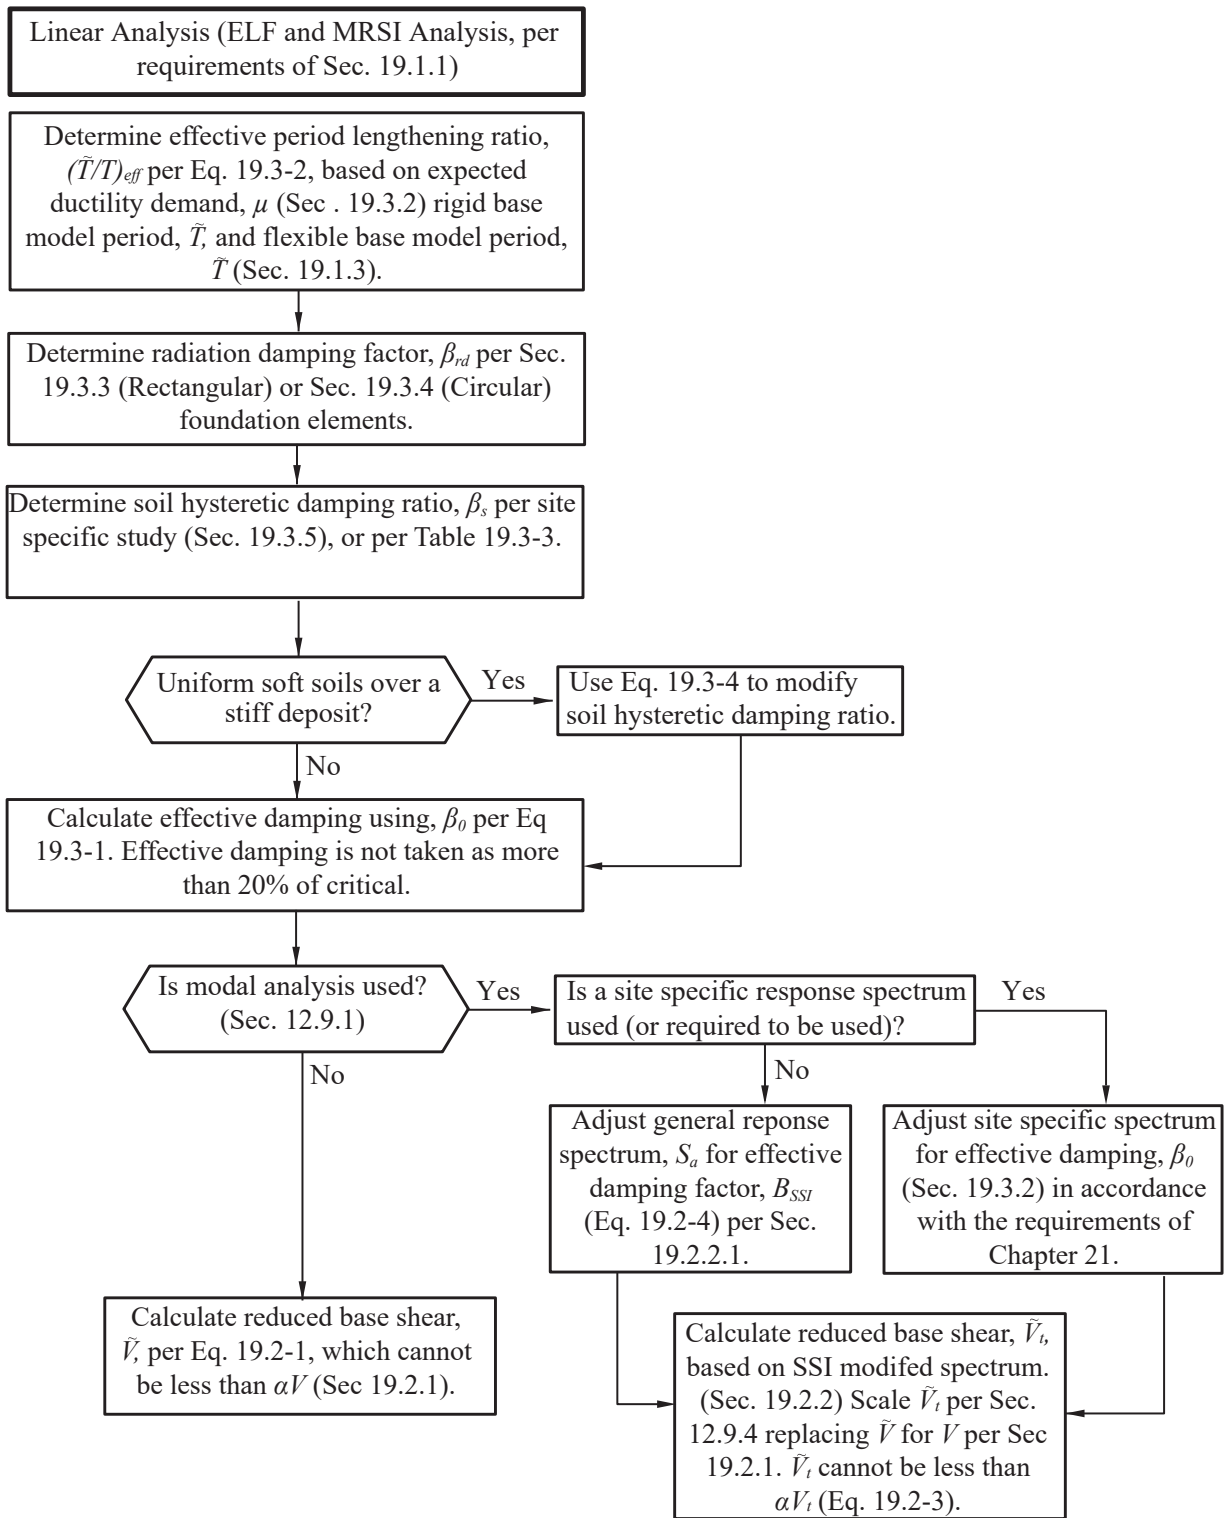 Linear Analysis (ELF and MRSI Analysis, per
requirements of Sec. 19.1.1)
Determine effective period lengthening ratio,
(T̃/T)eff per Eq. 19.3-2, based on expected
ductility demand, μ (Sec . 19.3.2) rigid base
model period, T̃, and flexible base model period,
T̃ (Sec. 19.1.3).
Determine radiation damping factor, βrd per Sec.
19.3.3 (Rectangular) or Sec. 19.3.4 (Circular)
foundation elements.
Determine soil hysteretic damping ratio, βs per site
specific study (Sec. 19.3.5), or per Table 19.3-3.
Uniform soft soils over a
stiff deposit?
Yes
Use Eq. 19.3-4 to modify
soil hysteretic damping ratio.
No
Calculate effective damping using, β0 per Eq
19.3-1. Effective damping is not taken as more
than 20% of critical.
Is modal analysis used?
(Sec. 12.9.1)
Yes
Is a site specific response spectrum
used (or required to be used)?
Yes
No
No
Adjust general reponse
spectrum, Sa for effective
damping factor, BSSI
(Eq. 19.2-4) per Sec.
19.2.2.1.
Adjust site specific spectrum
for effective damping, β0
(Sec. 19.3.2) in accordance
with the requirements of
Chapter 21.
Calculate reduced base shear,
Ṽ, per Eq. 19.2-1, which cannot
be less than αV (Sec 19.2.1).
Calculate reduced base shear, Ṽt,
based on SSI modifed spectrum.
(Sec. 19.2.2) Scale Ṽt per Sec.
12.9.4 replacing Ṽ for V per Sec
19.2.1. Ṽt cannot be less than
αVt (Eq. 19.2-3).